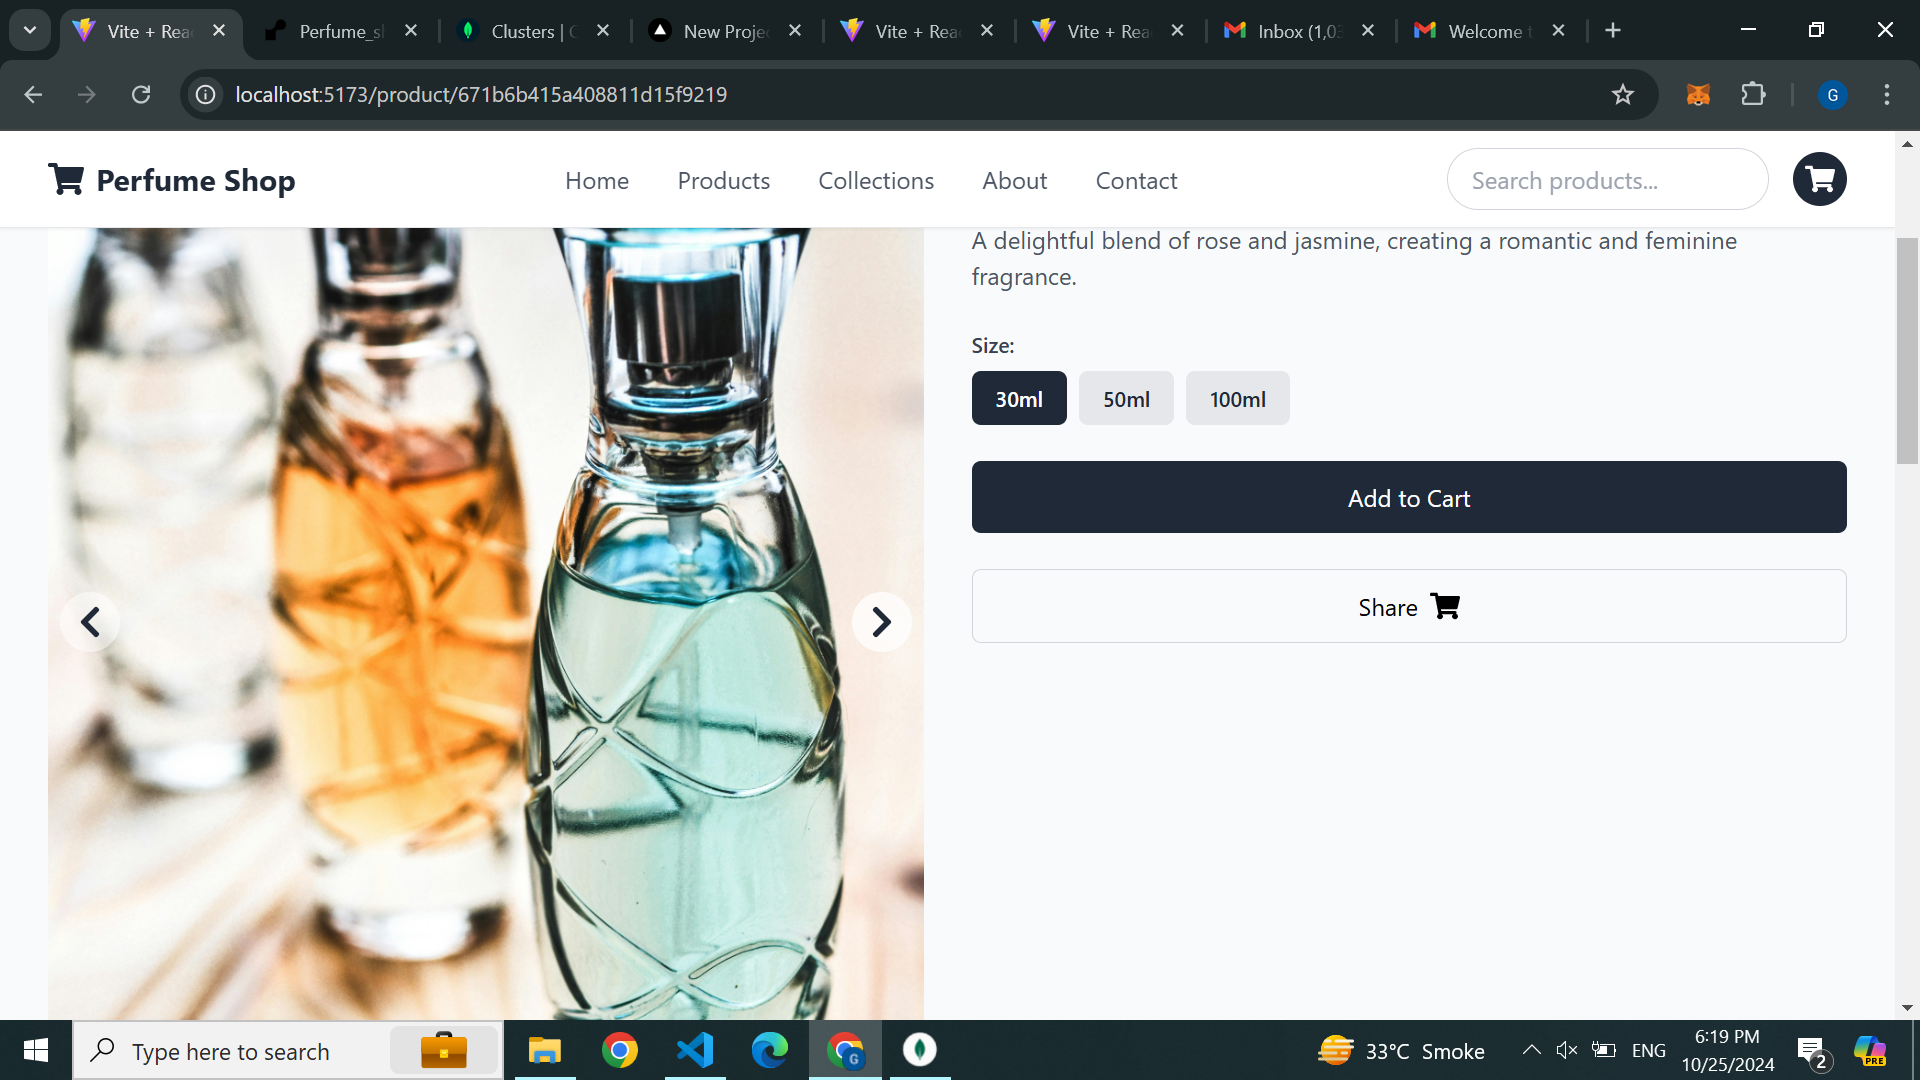 Vite + Rea
Perfume_s
Clusters | C
New Proje
Vite + Rea
Vite + Rea
Inbox (1,03
Welcome t
localhost:5173/product/671b6b415a408811d15f9219
G
Perfume Shop
Home
Products
Collections
About
Contact
Search products...
A delightful blend of rose and jasmine, creating a romantic and feminine
fragrance.
Size:
30ml
50ml
100ml
Add to Cart
Share
Type here to search
G
33°C Smoke
ENG
6:19 PM
10/25/2024
2
PRE